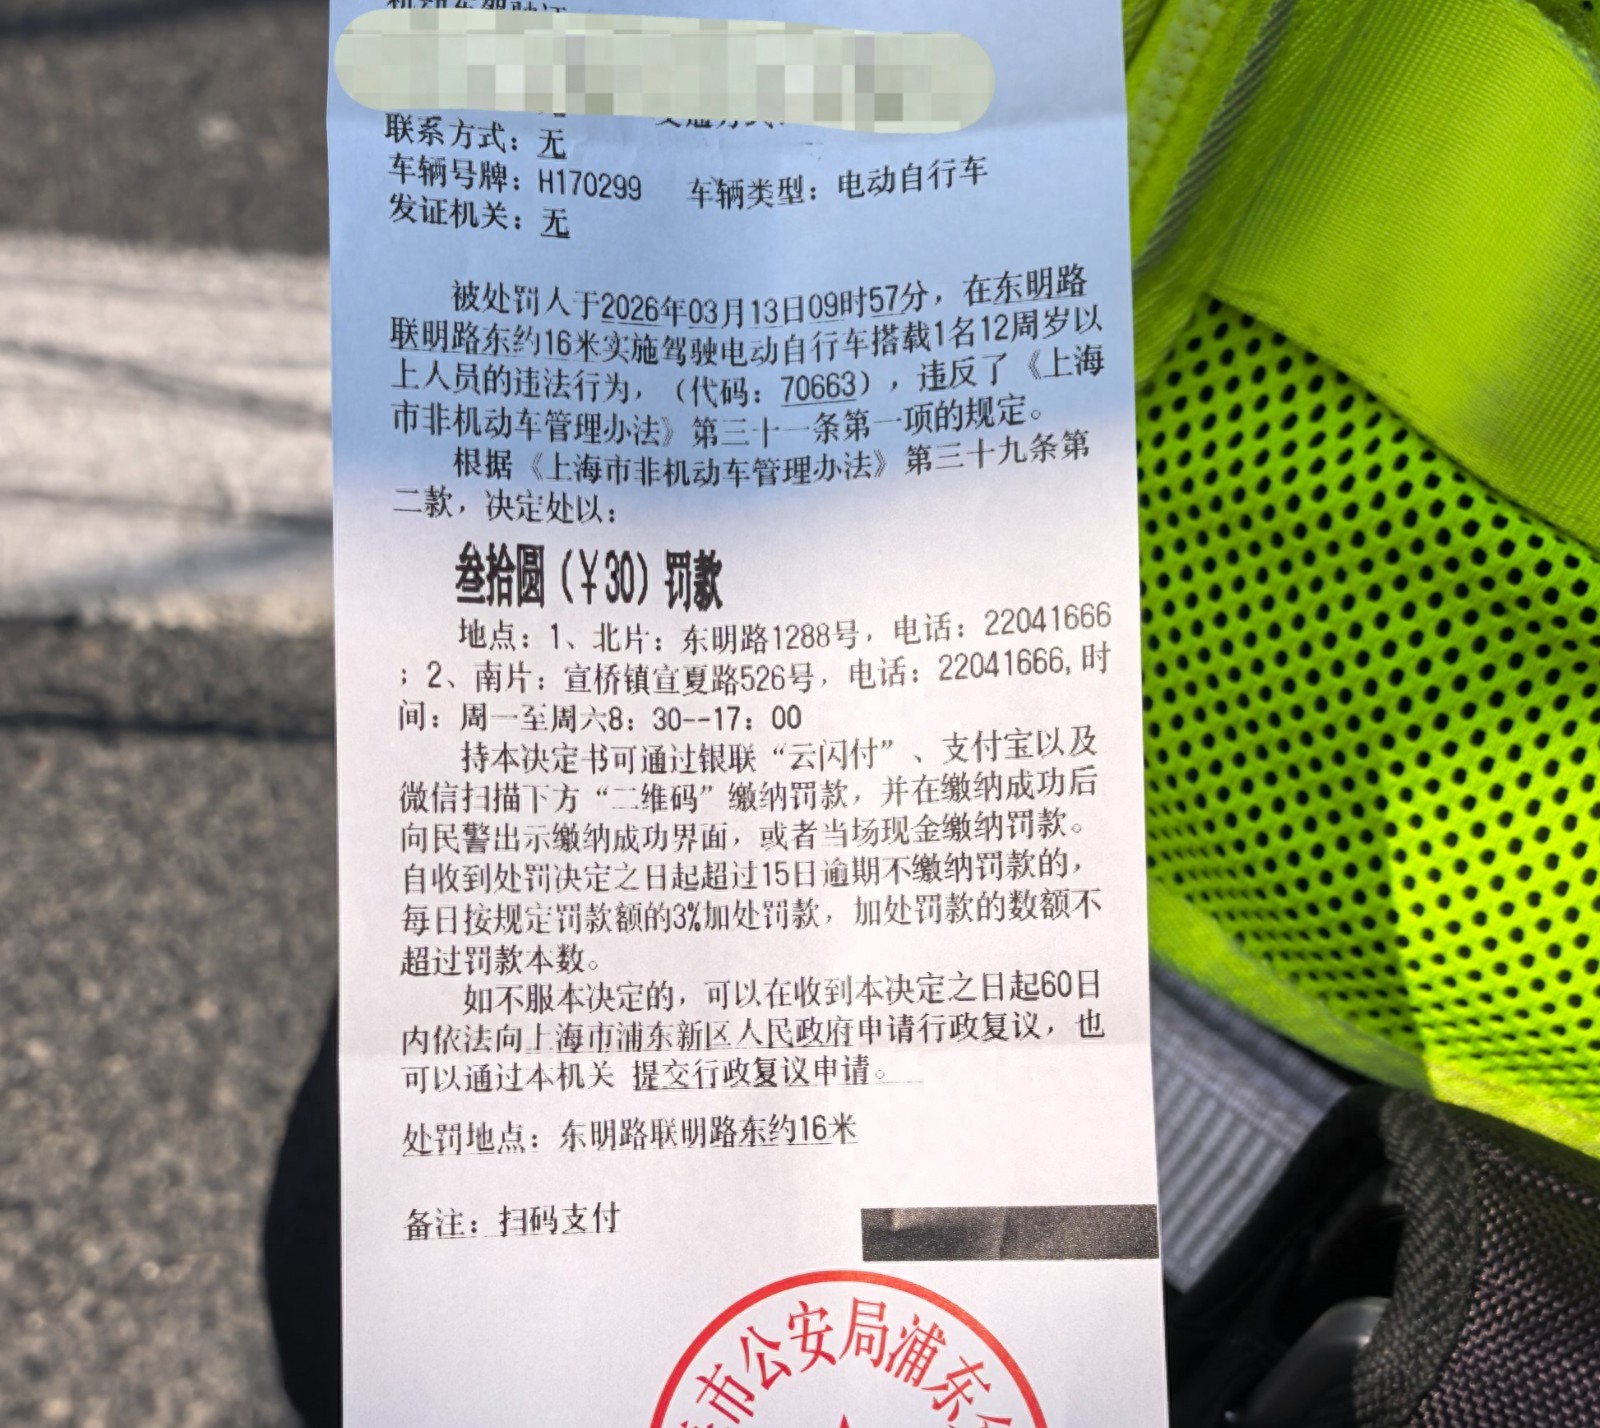 机动车驾驶证
联系方式：无
车辆号牌：H170299 车辆类型：电动自行车
发证机关：无
被处罚人于2026年03月13日09时57分，在东明路
联明路东约16米实施驾驶电动自行车搭载1名12周岁以
上人员的违法行为，（代码：70663），违反了《上海
市非机动车管理办法》第三十一条第一项的规定。
根据《上海市非机动车管理办法》第三十九条第
二款，决定处以：
叁拾圆（￥30）罚款
地点：1、北片：东明路1288号，电话：22041666
；2、南片：宣桥镇宣夏路526号，电话：22041666,时
间：周一至周六8：30--17：00
持本决定书可通过银联“云闪付”、支付宝以及
微信扫描下方“二维码”缴纳罚款，并在缴纳成功后
向民警出示缴纳成功界面，或者当场现金缴纳罚款。
自收到处罚决定之日起超过15日逾期不缴纳罚款的，
每日按规定罚款额的3%加处罚款，加处罚款的数额不
超过罚款本数。
如不服本决定的，可以在收到本决定之日起60日
内依法向上海市浦东新区人民政府申请行政复议，也
可以通过本机关 提交行政复议申请。
处罚地点：东明路联明路东约16米
备注：扫码支付
市公安局浦东